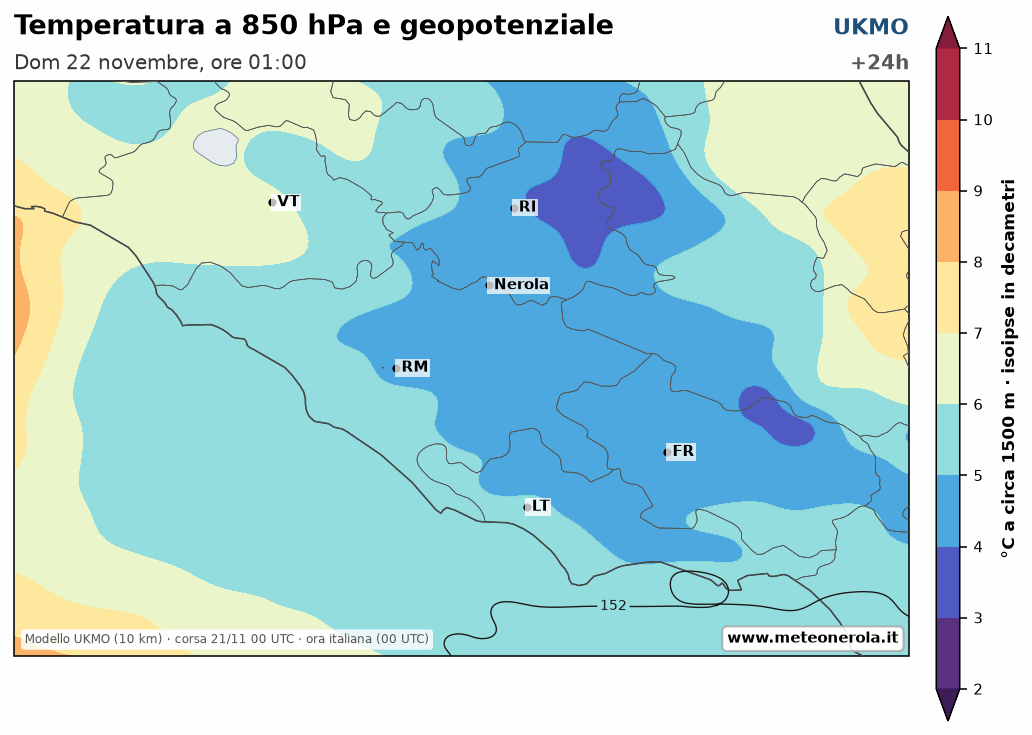 Temperatura a 850 hPa e geopotenziale
UKMO
Dom 22 novembre, ore 01:00
+24h
VT
RI
Nerola
RM
FR
LT
152
Modello UKMO (10 km) · corsa 21/11 00 UTC · ora italiana (00 UTC)
www.meteonerola.it
11
10
9
8
7
6
5
4
3
2
°C a circa 1500 m · isoipse in decametri